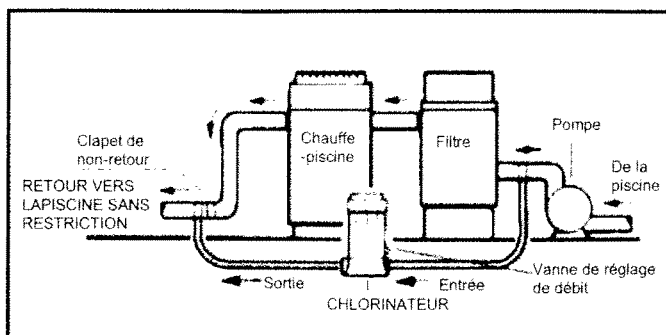 Clapet de
non-retour
RETOUR VERS
LAPISCINE SANS
RESTRICTION
Chauffe
-piscine
Filtre
Pompe
De la
piscine
Sortie
CHLORINATEUR
Entrée
Vanne de réglage
de débit